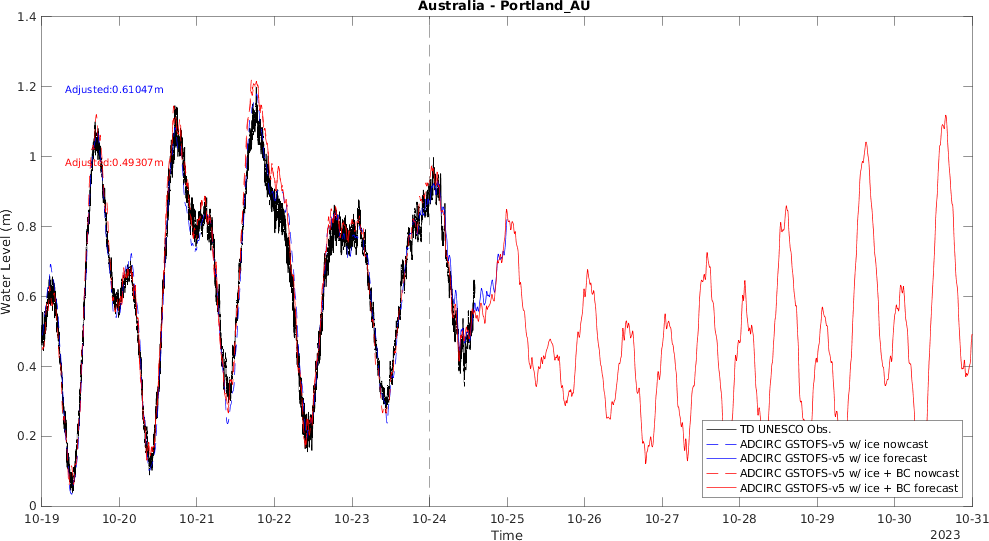 Australia - Portland_AU
1.4
1.2
1
0.8
0.6
0.4
0.2
0
Water Level (m)
Adjusted:0.61047m
Adjusted:0.49307m
TD UNESCO Obs.
ADCIRC GSTOFS-v5 w/ ice nowcast
ADCIRC GSTOFS-v5 w/ ice forecast
ADCIRC GSTOFS-v5 w/ ice + BC nowcast
ADCIRC GSTOFS-v5 w/ ice + BC forecast
10-19 10-20 10-21 10-22 10-23 10-24 10-25 10-26 10-27 10-28 10-29 10-30 10-31
Time
2023